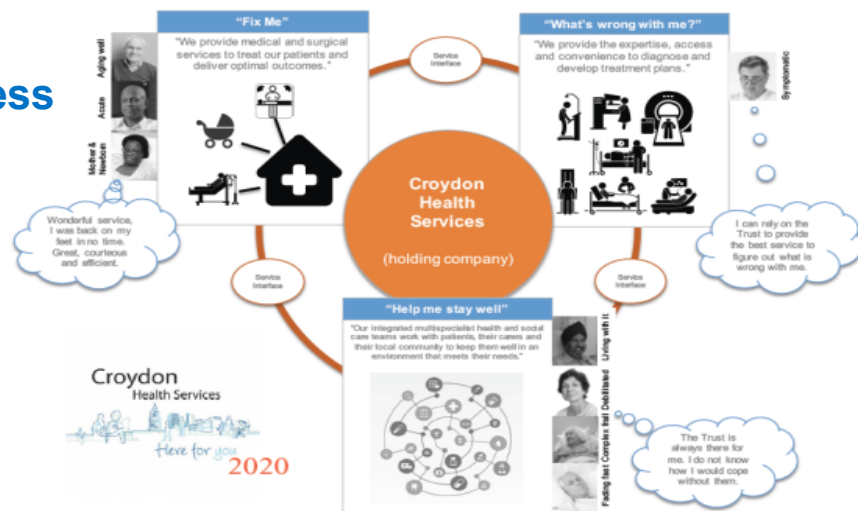 ess
"Fix Me"
"We provide medical and surgical
services to treat our patients and
deliver optimal outcomes."
Aging well
Acute
Mother &
Newborn
Wonderful service,
I was back on my
feet in no time.
Great, courteous
and efficient.
Service
Interface
"What's wrong with me?"
"We provide the expertise, access
and convenience to diagnose and
develop treatment plans."
Symptomatic
I can rely on the
Trust to provide
the best service to
figure out what is
wrong with me.
Croydon
Health
Services
(holding company)
Service
Interface
Service
Interface
"Help me stay well"
"Our integrated multispecialist health and social
care teams work with patients, their carers and
their local community to keep them well in an
environment that meets their needs."
Living with it
Debilitated
Complex frail
Fading fast
The Trust is
always there for
me. I do not know
how I would cope
without them.
Croydon
Health Services
Here for you
2020